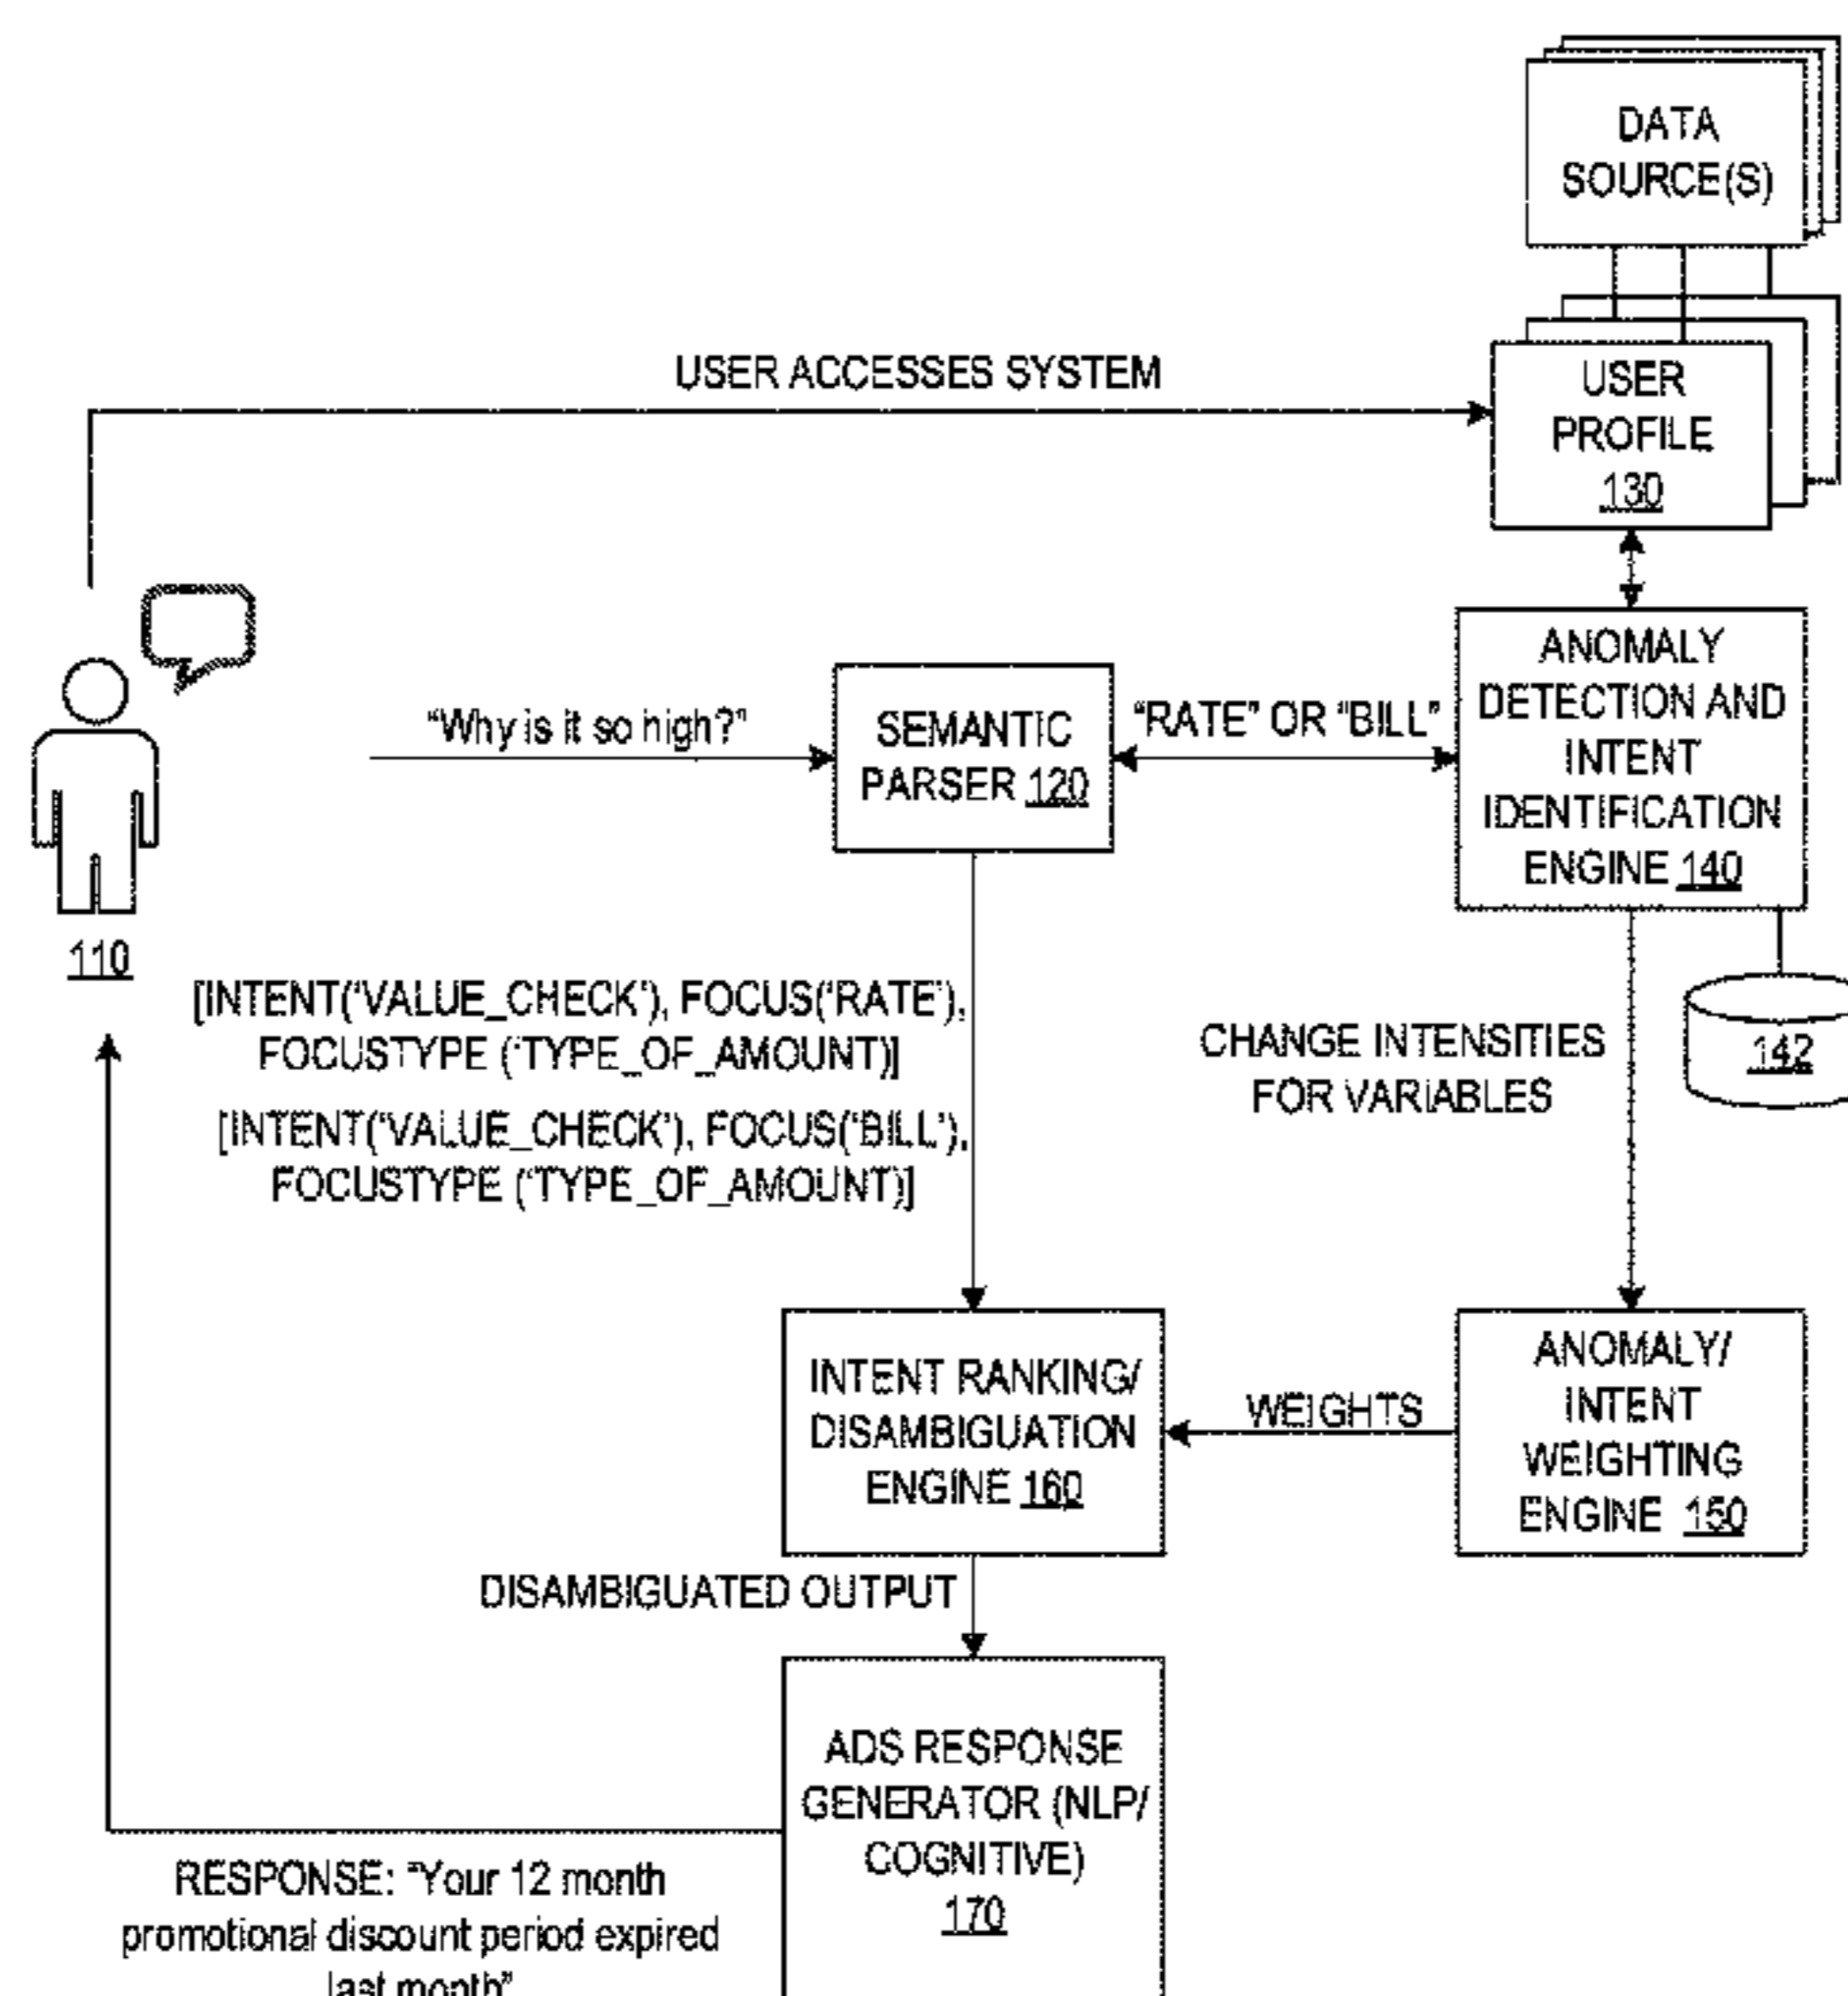 DATA
SOURCE(S)
USER ACCESSES SYSTEM
USER
PROFILE
130
"Why is it so high?"
SEMANTIC
PARSER 120
"RATE" OR "BILL"
ANOMALY
DETECTION AND
INTENT
IDENTIFICATION
ENGINE 140
110
142
[INTENT('VALUE_CHECK'), FOCUS('RATE'),
FOCUSTYPE ('TYPE_OF_AMOUNT)]
[INTENT('VALUE_CHECK'), FOCUS('BILL'),
FOCUSTYPE ('TYPE_OF_AMOUNT)]
CHANGE INTENSITIES
FOR VARIABLES
INTENT RANKING/
DISAMBIGUATION
ENGINE 160
WEIGHTS
ANOMALY/
INTENT
WEIGHTING
ENGINE 150
DISAMBIGUATED OUTPUT
ADS RESPONSE
GENERATOR (NLP/
COGNITIVE)
170
RESPONSE: "Your 12 month
promotional discount period expired
last month"